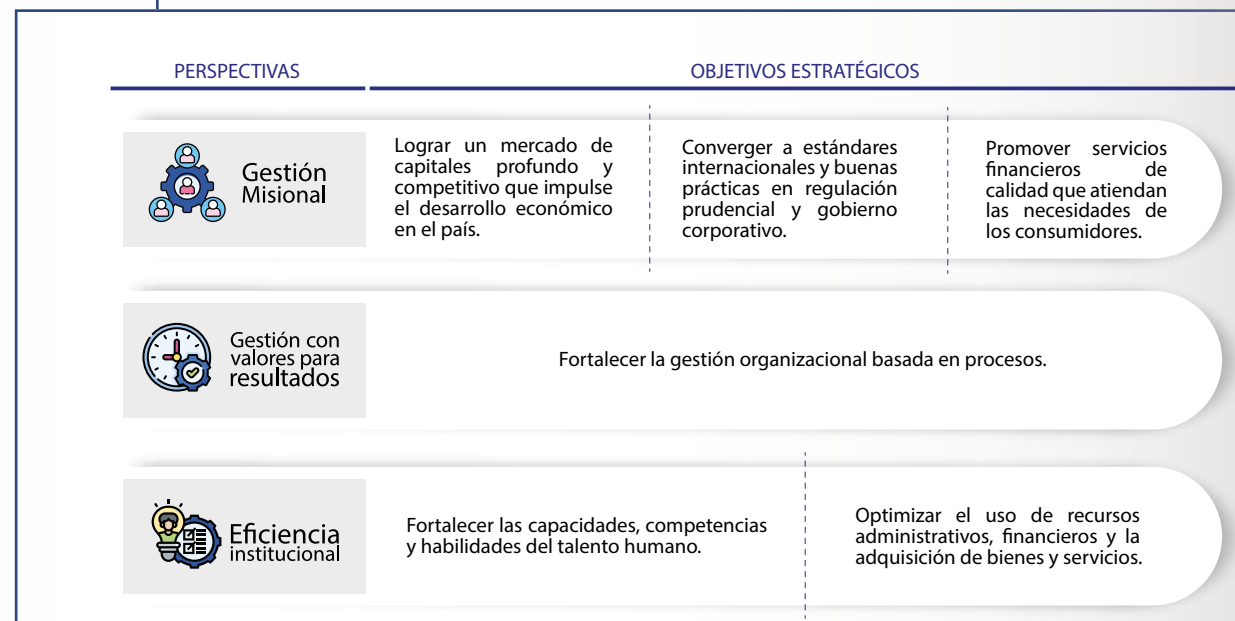 PERSPECTIVAS
OBJETIVOS ESTRATÉGICOS
Gestión
Misional
Lograr un mercado de
capitales profundo y
competitivo que impulse
el desarrollo económico
en el país.
Converger a estándares
internacionales y buenas
prácticas en regulación
prudencial y gobierno
corporativo.
Promover servicios
financieros de
calidad que atiendan
las necesidades de
los consumidores.
Gestión con
valores para
resultados
Fortalecer la gestión organizacional basada en procesos.
Eficiencia
institucional
Fortalecer las capacidades, competencias
y habilidades del talento humano.
Optimizar el uso de recursos
administrativos, financieros y la
adquisición de bienes y servicios.